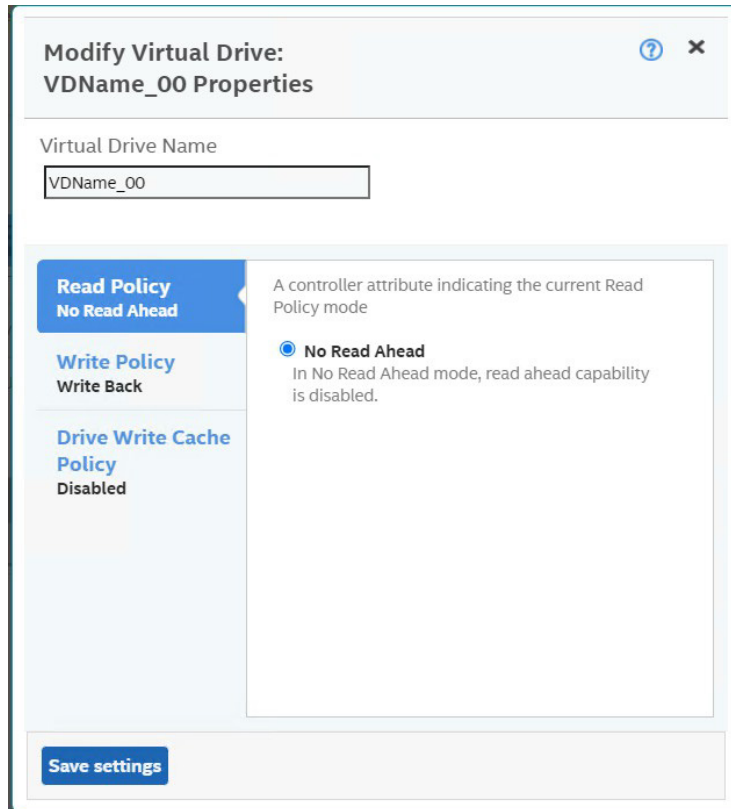 Modify Virtual Drive:
VDName_00 Properties
?
×
Virtual Drive Name
VDName_00
Read Policy
No Read Ahead
Write Policy
Write Back
Drive Write Cache
Policy
Disabled
A controller attribute indicating the current Read
Policy mode
No Read Ahead
In No Read Ahead mode, read ahead capability
is disabled.
Save settings